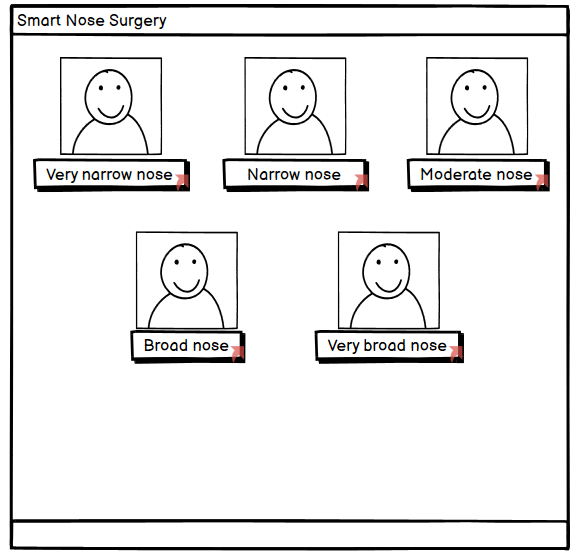 Smart Nose Surgery
Very narrow nose
Narrow nose
Moderate nose
Broad nose
Very broad nose